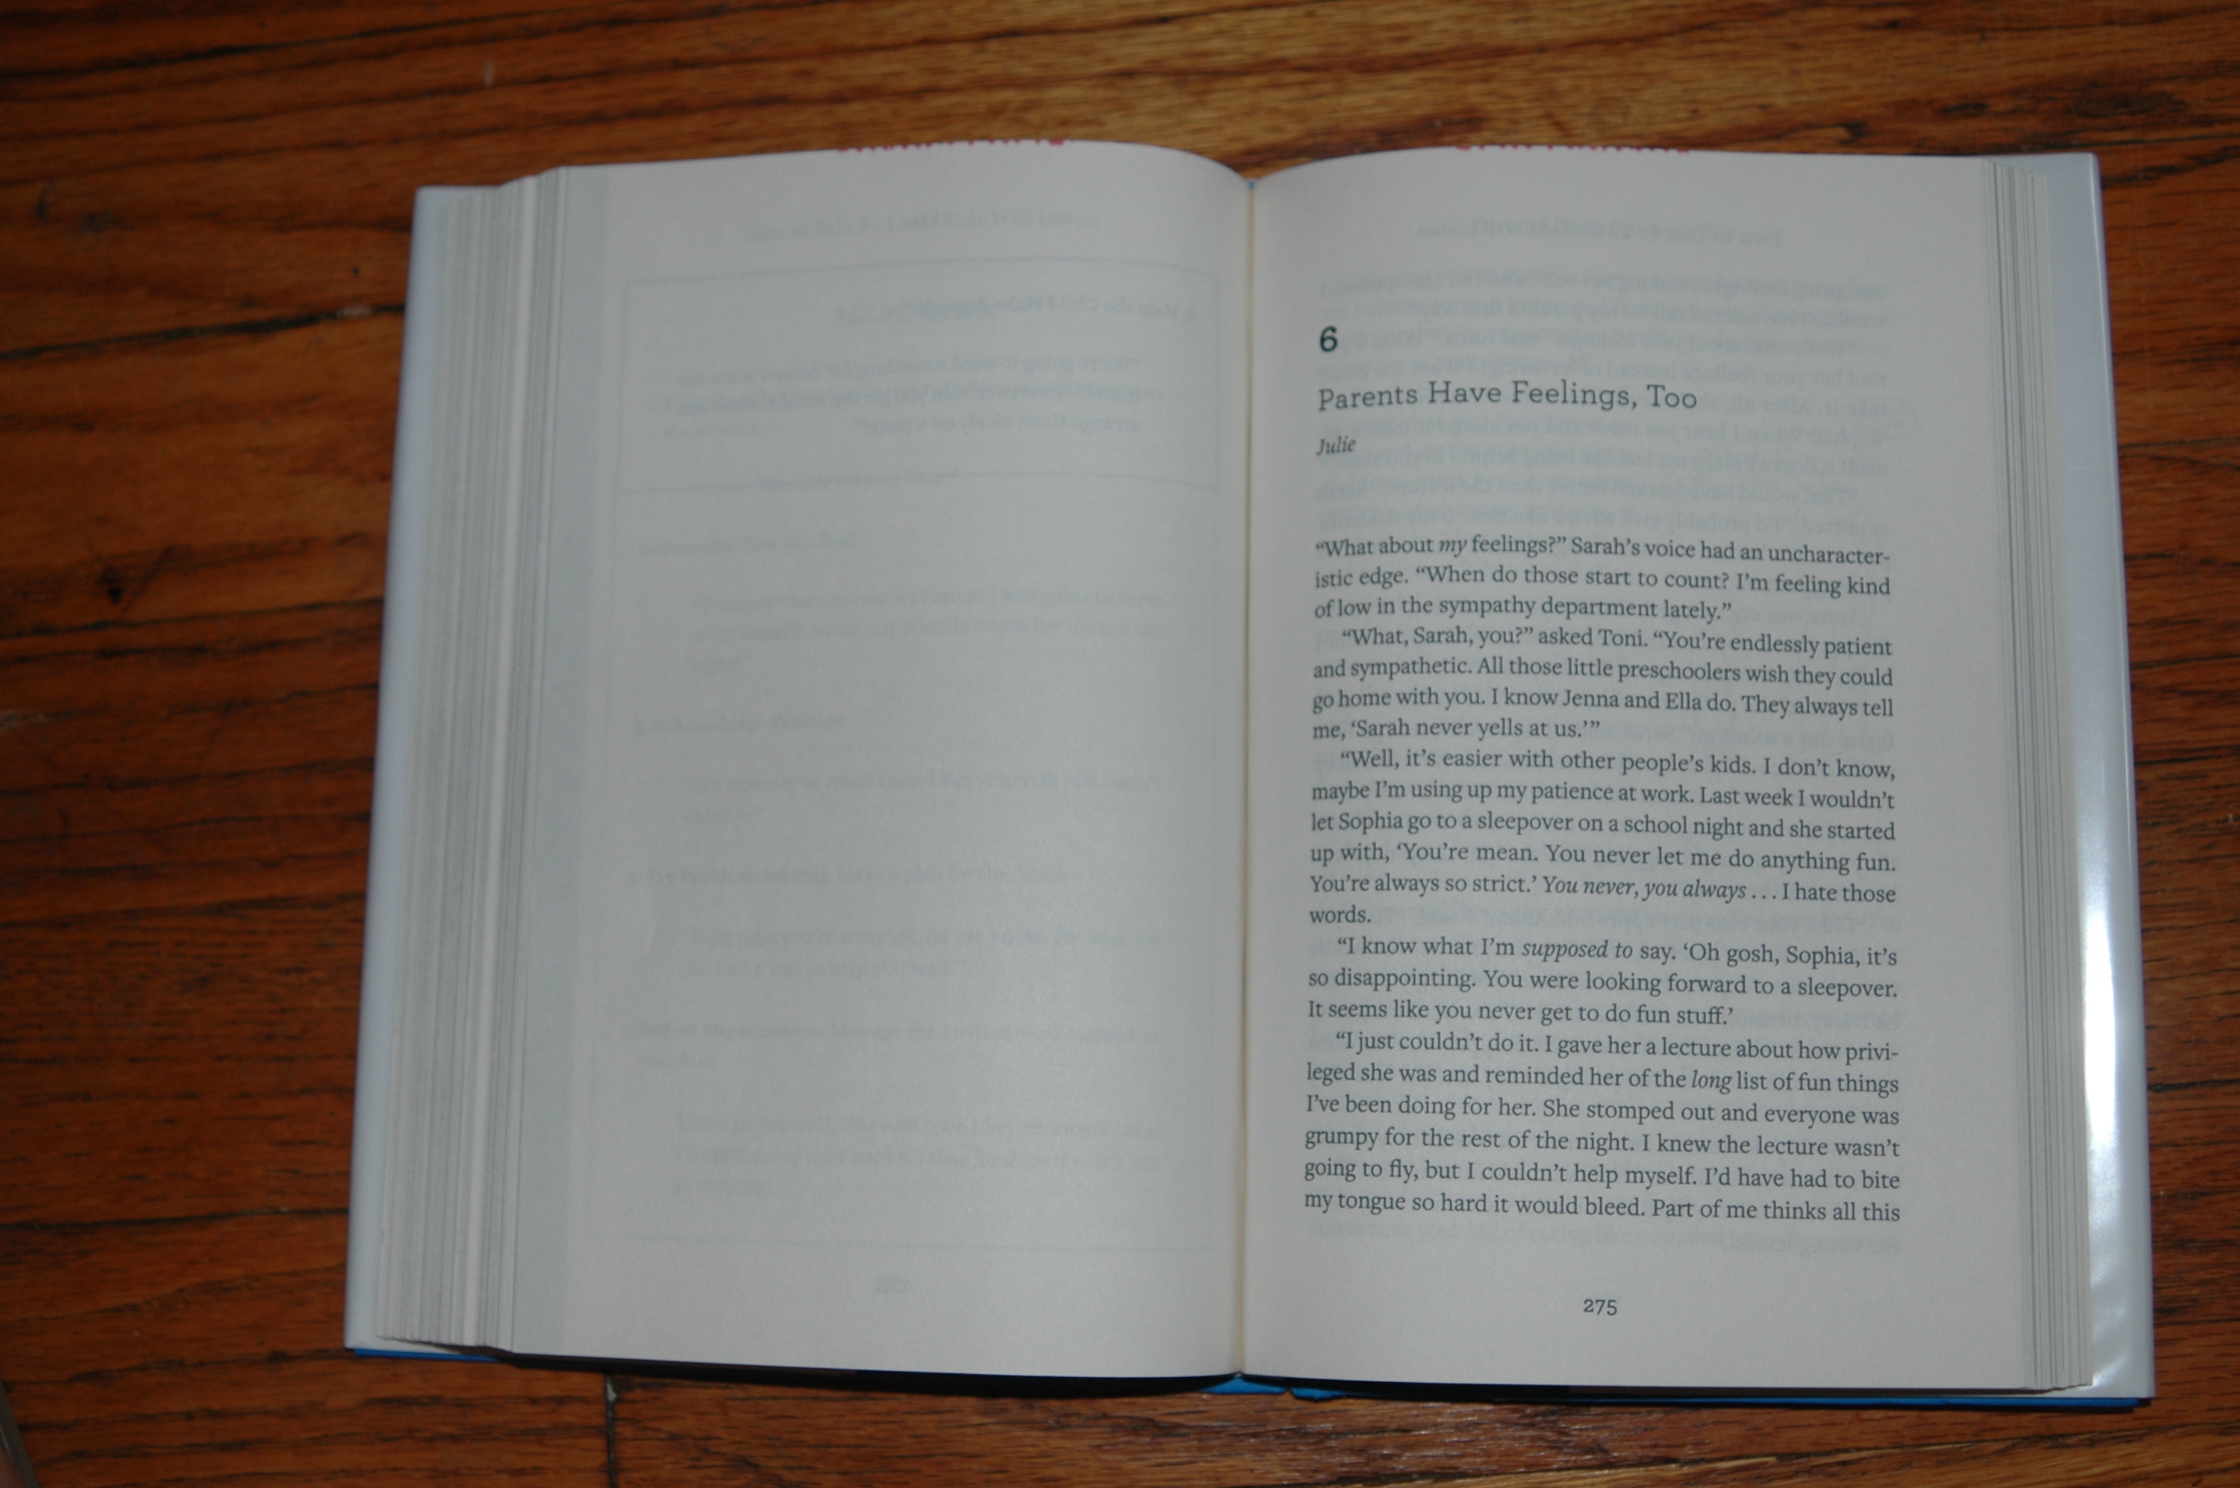 6
Parents Have Feelings, Too
Julie
“What about my feelings?” Sarah’s voice had an uncharacter-
istic edge. “When do those start to count? I’m feeling kind
of low in the sympathy department lately.”
“What, Sarah, you?” asked Toni. “You’re endlessly patient
and sympathetic. All those little preschoolers wish they could
go home with you. I know Jenna and Ella do. They always tell
me, ‘Sarah never yells at us.’”
“Well, it’s easier with other people’s kids. I don’t know,
maybe I’m using up my patience at work. Last week I wouldn’t
let Sophia go to a sleepover on a school night and she started
up with, ‘You’re mean. You never let me do anything fun.
You’re always so strict.’ You never, you always . . . I hate those
words.
“I know what I’m supposed to say. ‘Oh gosh, Sophia, it’s
so disappointing. You were looking forward to a sleepover.
It seems like you never get to do fun stuff.’
“I just couldn’t do it. I gave her a lecture about how privi-
leged she was and reminded her of the long list of fun things
I’ve been doing for her. She stomped out and everyone was
grumpy for the rest of the night. I knew the lecture wasn’t
going to fly, but I couldn’t help myself. I’d have had to bite
my tongue so hard it would bleed. Part of me thinks all this
275